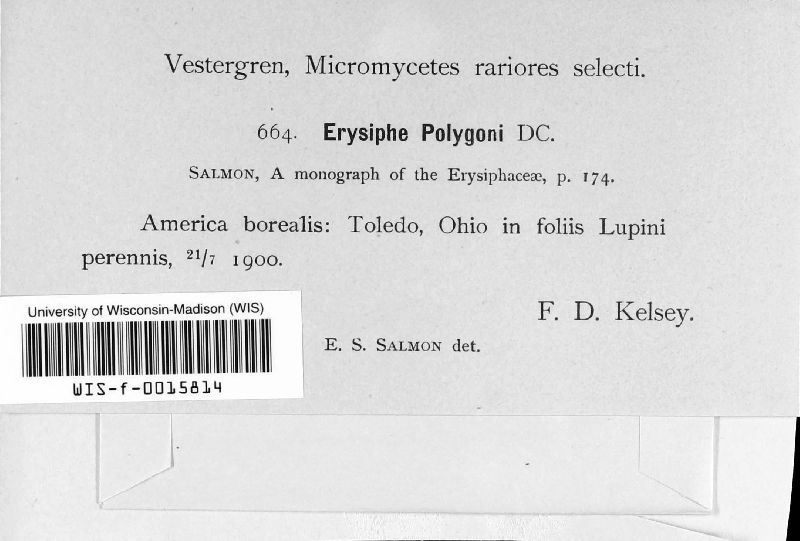 Vestergren, Micromycetes rariores selecti.
664. Erysiphe Polygoni DC.
SALMON, A monograph of the Erysiphaceæ, p. 174.
America borealis: Toledo, Ohio in foliis Lupini
perennis, 21/7 1900.
F. D. Kelsey.
E. S. SALMON det.
University of Wisconsin-Madison (WIS)
WIS-f-0015814